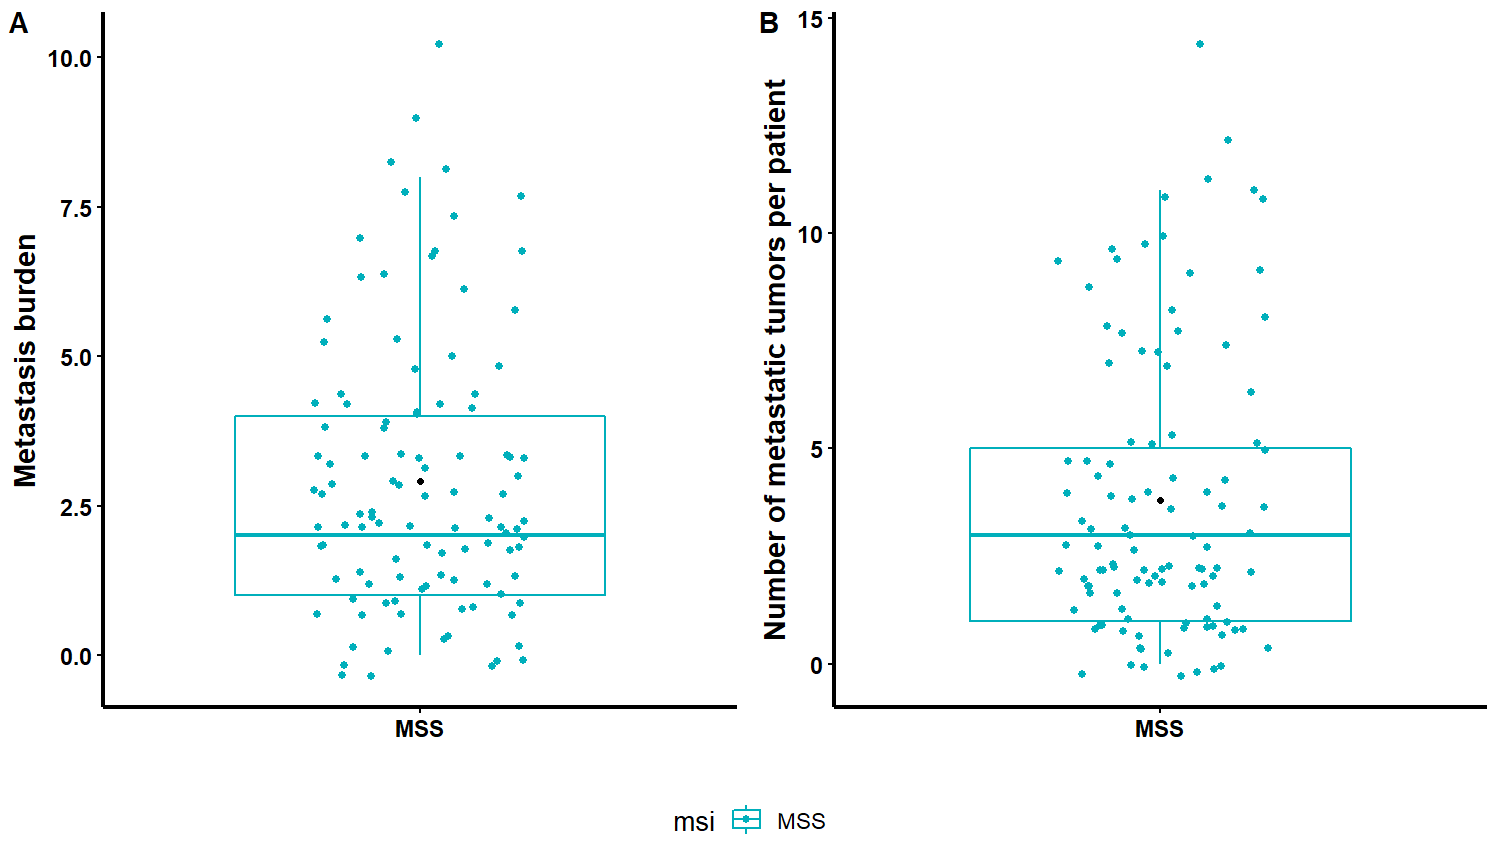 A
Metastasis burden
10.0
7.5
5.0
2.5
0.0
MSS
B
Number of metastatic tumors per patient
15
10
5
0
MSS
msi MSS